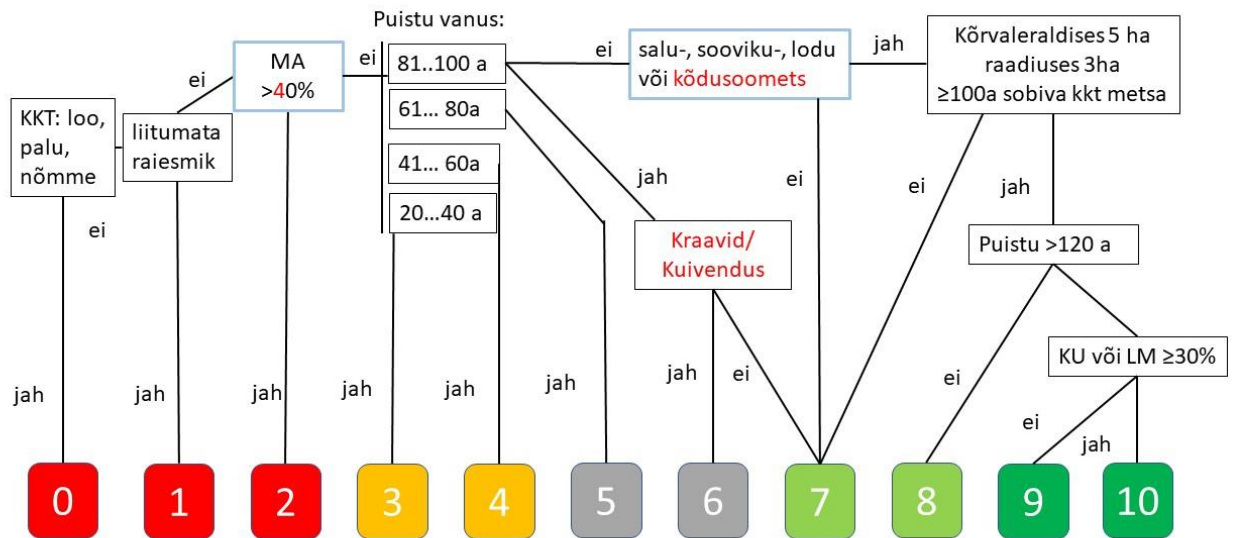 Puistu vanus:
jah
ei
MA
>40%
ei
81..100 a
ei
salu-, sooviku-, lodu
või kõdusoomets
jah
Kõrvaleraldises 5 ha
raadiuses 3ha
≥100a sobiva kkt metsa
KKT: loo,
palu,
nõmme
liitumata
raiesmik
61... 80a
41... 60a
20...40 a
jah
ei
ei
jah
ei
Kraavid/
Kuivendus
Puistu >120 a
KU või LM ≥30%
jah
jah
jah
jah
jah
jah
ei
ei
ei
jah
0
1
2
3
4
5
6
7
8
9
10